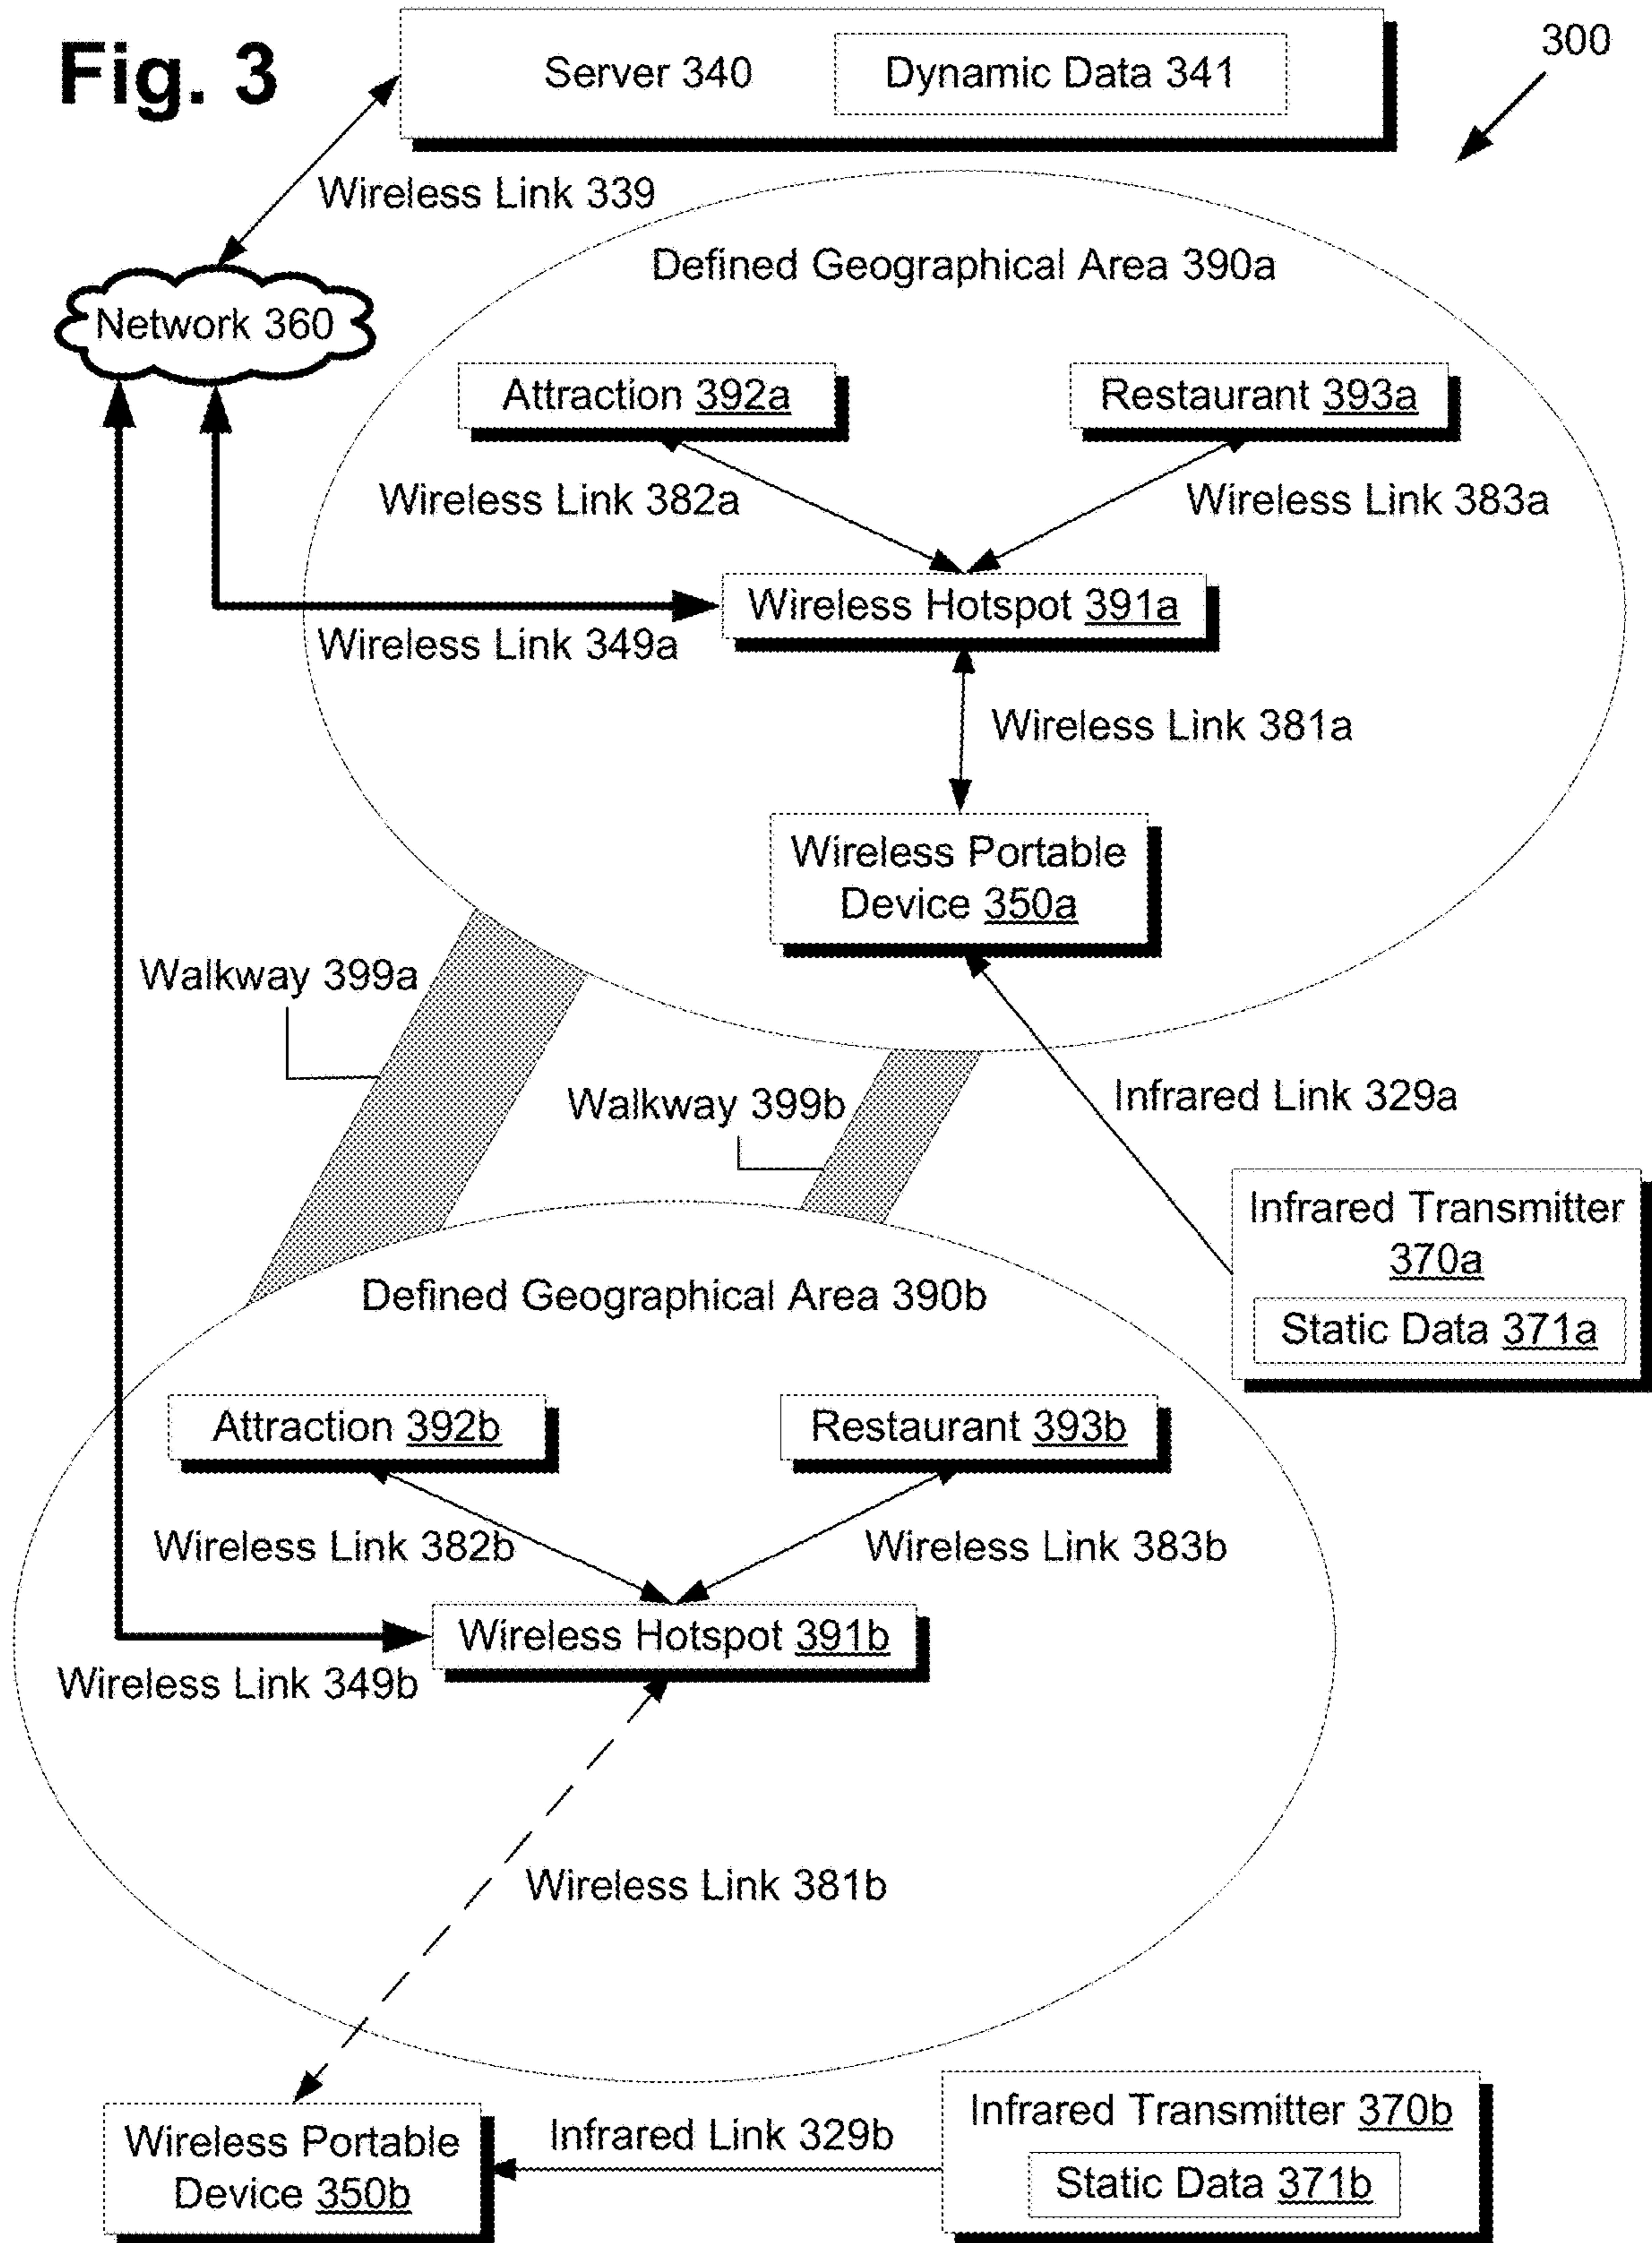 Fig. 3
300
Server 340
Dynamic Data 341
Wireless Link 339
Defined Geographical Area 390a
Network 360
Attraction 392a
Restaurant 393a
Wireless Link 382a
Wireless Link 383a
Wireless Hotspot 391a
Wireless Link 349a
Wireless Link 381a
Wireless Portable
Device 350a
Walkway 399a
Walkway 399b
Infrared Link 329a
Infrared Transmitter
370a
Static Data 371a
Defined Geographical Area 390b
Attraction 392b
Restaurant 393b
Wireless Link 382b
Wireless Link 383b
Wireless Hotspot 391b
Wireless Link 349b
Wireless Link 381b
Wireless Portable
Device 350b
Infrared Link 329b
Infrared Transmitter 370b
Static Data 371b